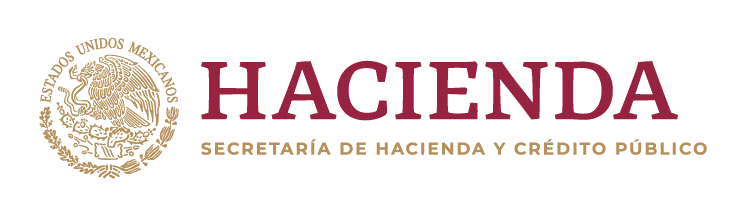 ESTADOS UNIDOS MEXICANOS
HACIENDA
SECRETARÍA DE HACIENDA Y CRÉDITO PÚBLICO